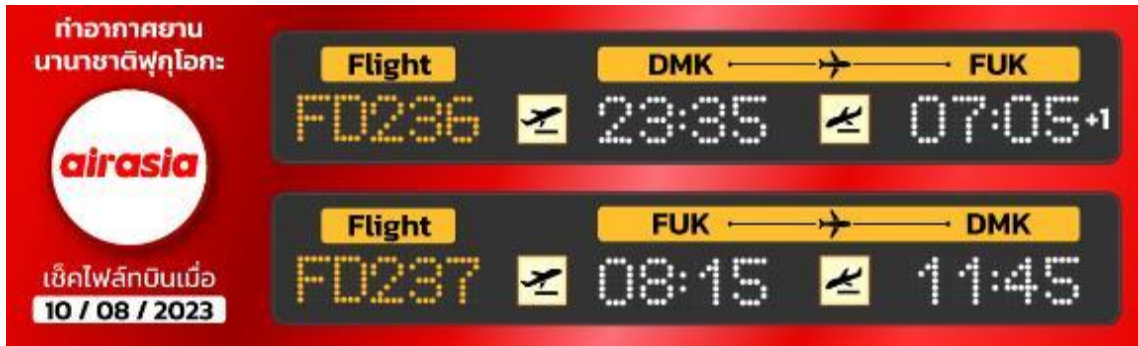 ท่าอากาศยาน
นานาชาติฟุกุโอกะ
airasia
เช็คไฟล์ทบินเมื่อ
10 / 08 / 2023
Flight DMK FUK
FD236 23:35 07:05+1
Flight FUK DMK
FD237 08:15 11:45